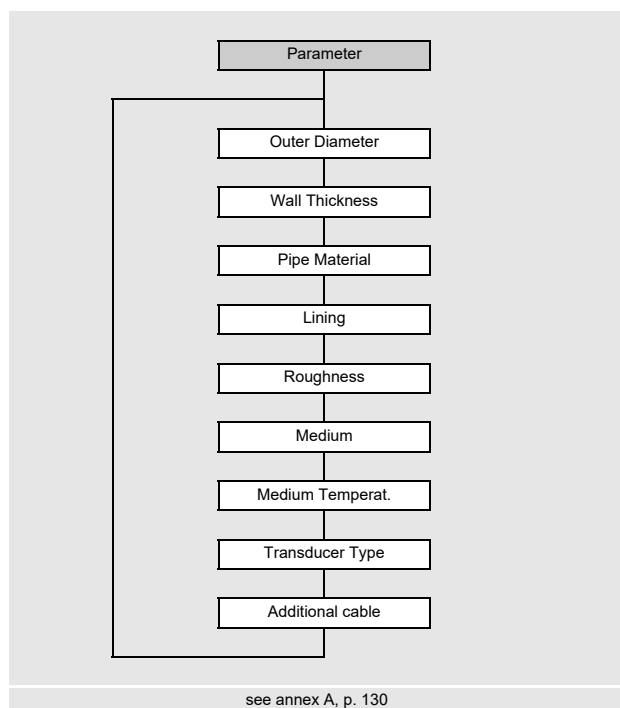 Parameter
Outer Diameter
Wall Thickness
Pipe Material
Lining
Roughness
Medium
Medium Temperat.
Transducer Type
Additional cable
see annex A, p. 130